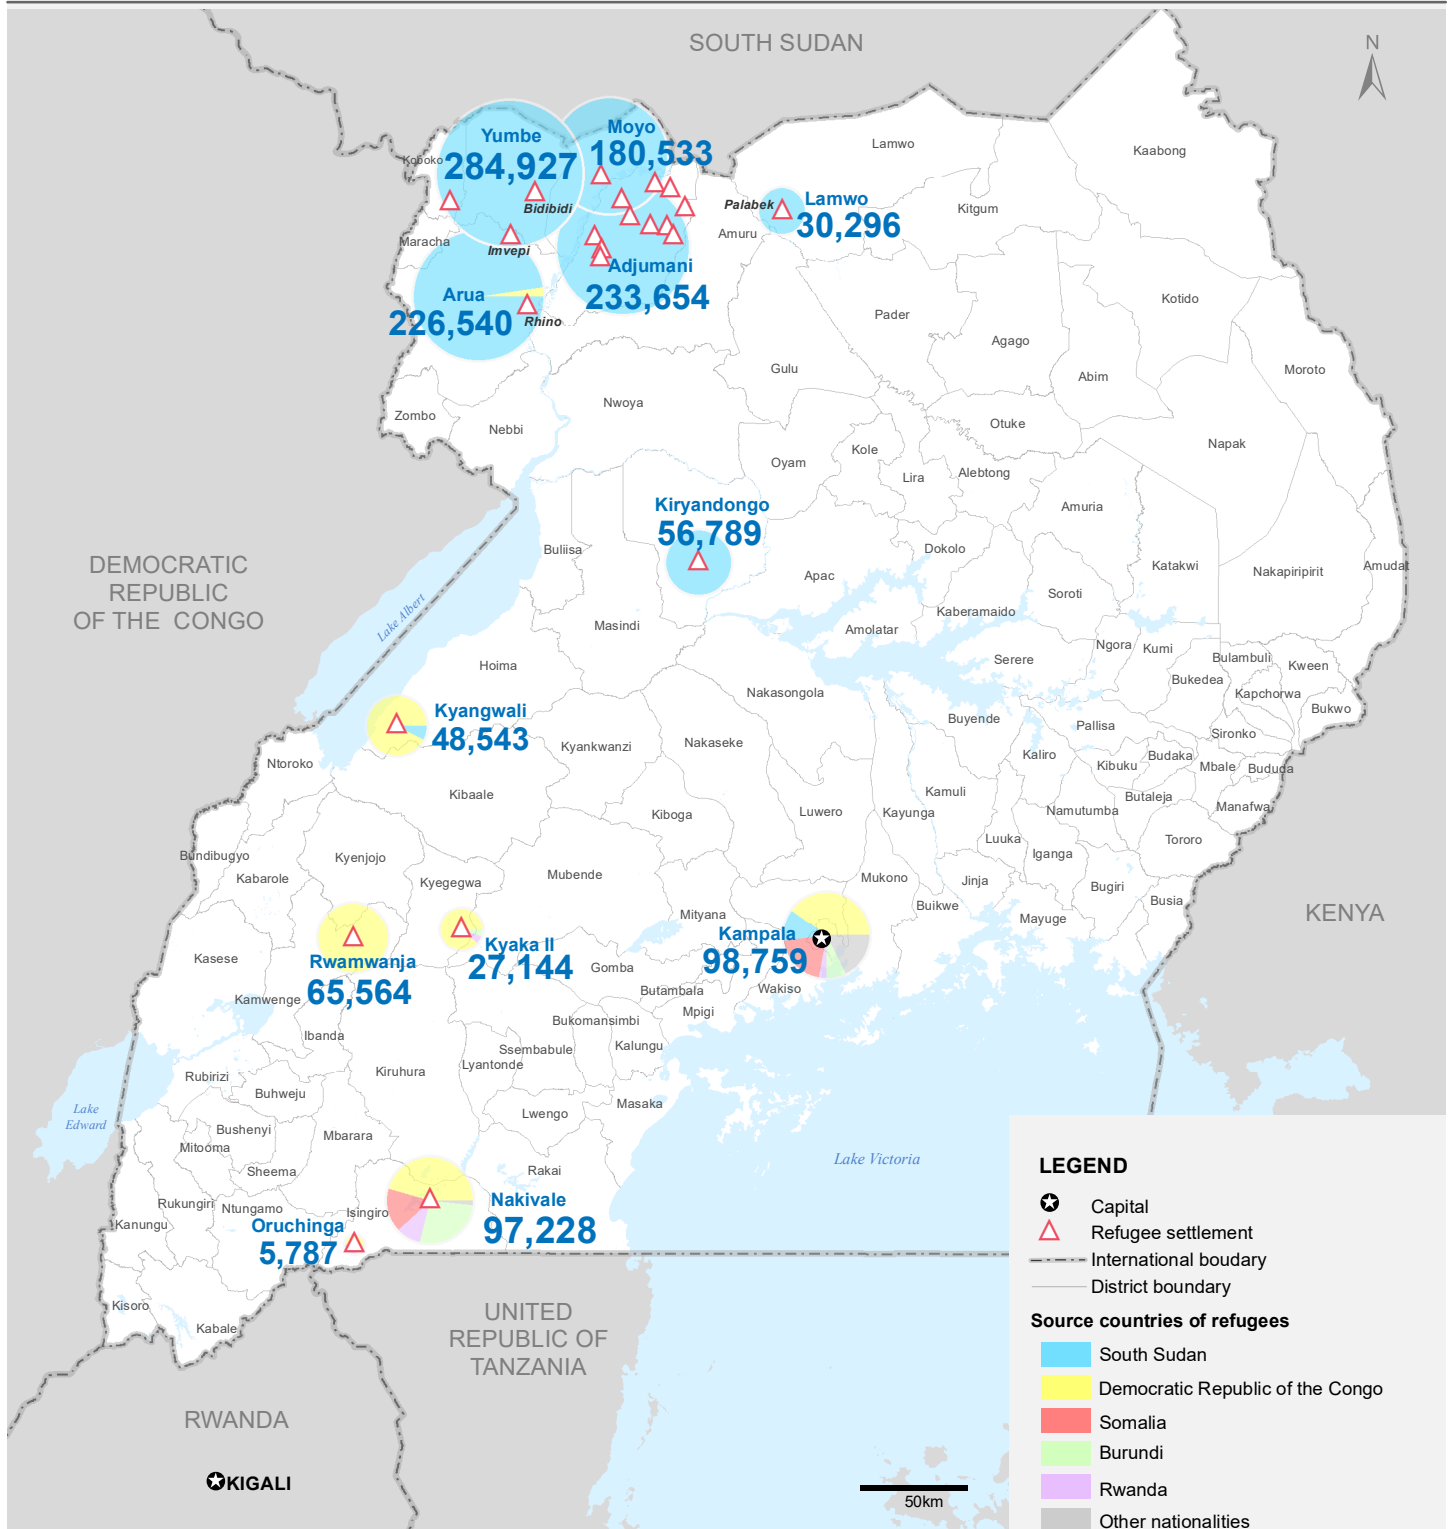 SOUTH SUDAN
N
Yumbe
284,927
Moyo
180,533
Koboko
Bidibidi
Maracha
Imvepi
Adjumani
233,654
Arua
226,540
Rhino
Lamwo
Kaabong
Palabek
Lamwo
30,296
Amuru
Kitgum
Kotido
Pader
Agago
Gulu
Abim
Moroto
Zombo
Nebbi
Nwoya
Otuke
Napak
Kole
Oyam
Lira
Alebtong
Amuria
Kiryandongo
56,789
Buliisa
Dokolo
DEMOCRATIC
REPUBLIC
OF THE CONGO
Apac
Katakwi
Nakapiripirit
Amudat
Soroti
Lake Albert
Kaberamaido
Masindi
Amolatar
Ngora
Kumi
Hoima
Serere
Bulambuli
Kween
Bukedea
Kapchorwa
Nakasongola
Bukwo
Kyangwali
48,543
Buyende
Pallisa
Sironko
Kyankwanzi
Nakaseke
Ntoroko
Kaliro
Kibuku
Budaka
Mbale
Bududa
Kibaale
Kamuli
Butaleja
Manafwa
Kiboga
Luwero
Kayunga
Namutumba
Luuka
Tororo
Bundibugyo
Kyenjojo
Iganga
Kabarole
Kyegegwa
Mubende
Mukono
Jinja
Bugiri
Buikwe
Busia
KENYA
Mityana
Mayuge
Kampala
98,759
Kyaka II
27,144
Kasese
Rwamwanja
65,564
Gomba
Wakiso
Butambala
Kamwenge
Mpigi
Bukomansimbi
Ibanda
Ssembabule
Kalungu
Lyantonde
Kiruhura
Rubirizi
Buhweju
Lake
Edward
Lwengo
Masaka
Bushenyi
Mbarara
Mitooma
Sheema
Rakai
Lake Victoria
Rukungiri
Ntungamo
Isingiro
Nakivale
97,228
Kanungu
Oruchinga
5,787
Kisoro
Kabale
UNITED
REPUBLIC OF
TANZANIA
RWANDA
KIGALI
50km
LEGEND
Capital
Refugee settlement
International boudary
District boundary
Source countries of refugees
South Sudan
Democratic Republic of the Congo
Somalia
Burundi
Rwanda
Other nationalities